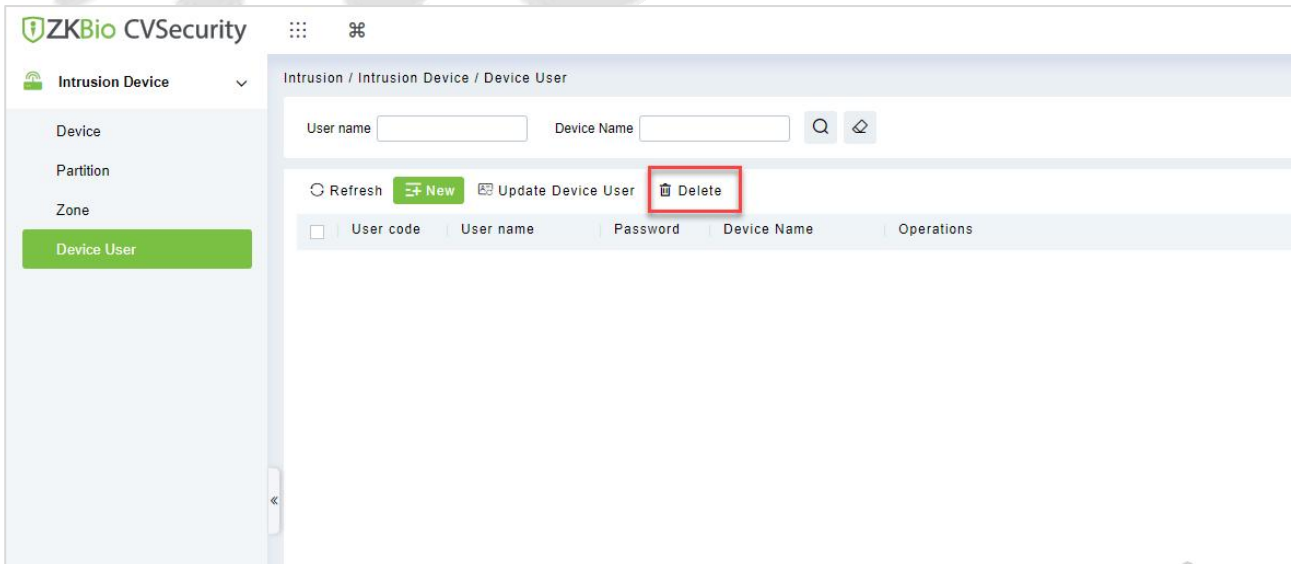 ZKBio CVSecurity
Intrusion Device
Intrusion / Intrusion Device / Device User
Device
Partition
Zone
Device User
User name
Device Name
Refresh
New
Update Device User
Delete
User code
User name
Password
Device Name
Operations